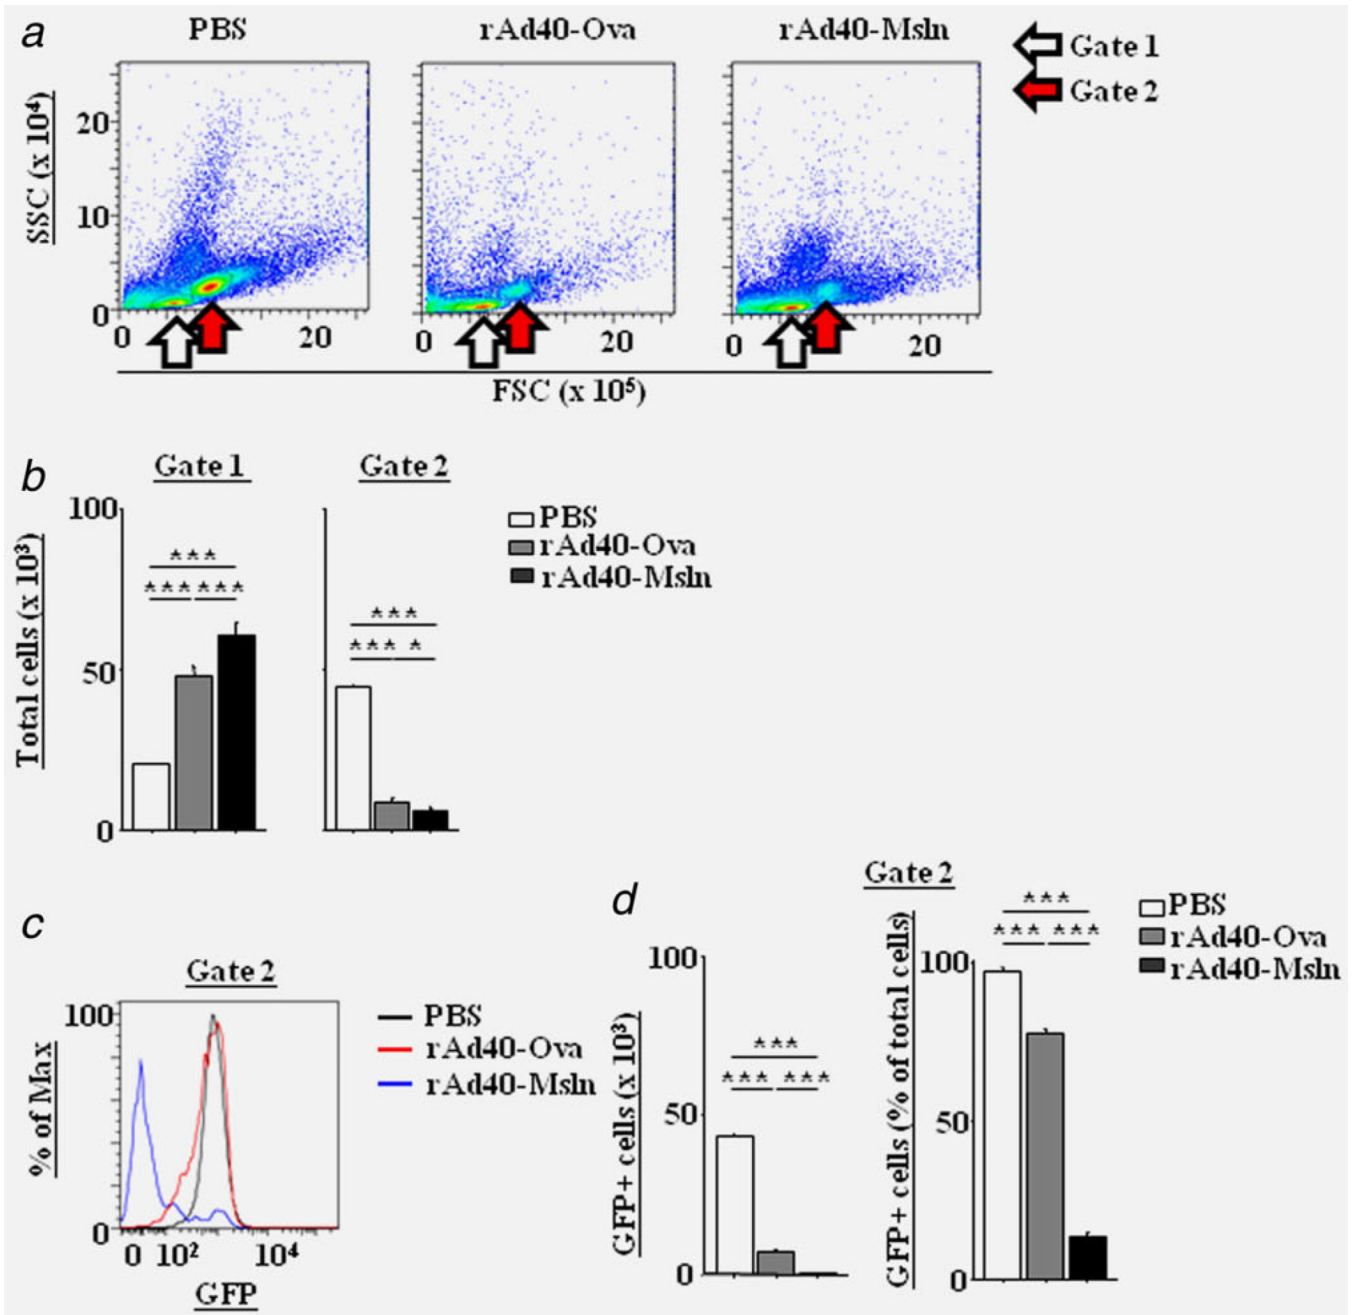 a
PBS
rAd40-Ova
rAd40-Msln
Gate 1
Gate 2
SSC (x 10⁴)
20
10
0
0
20
0
20
0
20
FSC (x 10⁵)
b
Gate 1
Gate 2
Total cells (x 10³)
100
50
0
***
*** ***
***
*** *
PBS
rAd40-Ova
rAd40-Msln
c
Gate 2
% of Max
100
0
0 10² 10⁴
GFP
PBS
rAd40-Ova
rAd40-Msln
d
Gate 2
GFP+ cells (x 10³)
100
50
0
***
*** ***
GFP+ cells (% of total cells)
100
50
0
***
*** ***
PBS
rAd40-Ova
rAd40-Msln